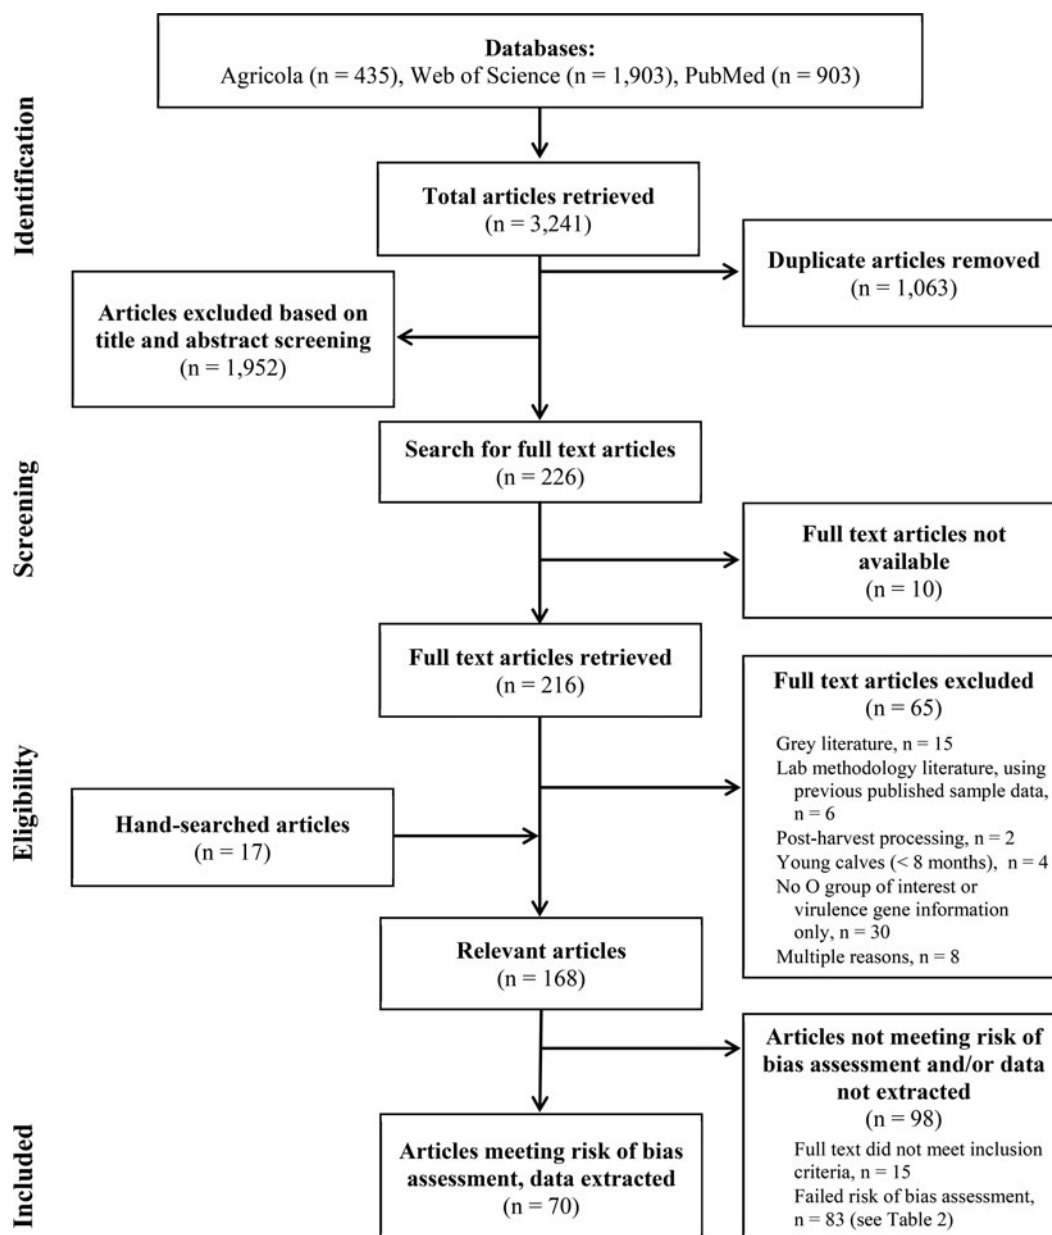 Databases:
Agricola (n = 435), Web of Science (n = 1,903), PubMed (n = 903)
Identification
Total articles retrieved
(n = 3,241)
Duplicate articles removed
(n = 1,063)
Articles excluded based on
title and abstract screening
(n = 1,952)
Screening
Search for full text articles
(n = 226)
Full text articles not
available
(n = 10)
Full text articles retrieved
(n = 216)
Full text articles excluded
(n = 65)
Grey literature, n = 15
Lab methodology literature, using
previous published sample data,
n = 6
Post-harvest processing, n = 2
Young calves (< 8 months), n = 4
No O group of interest or
virulence gene information
only, n = 30
Multiple reasons, n = 8
Eligibility
Hand-searched articles
(n = 17)
Relevant articles
(n = 168)
Articles not meeting risk of
bias assessment and/or data
not extracted
(n = 98)
Full text did not meet inclusion
criteria, n = 15
Failed risk of bias assessment,
n = 83 (see Table 2)
Included
Articles meeting risk of bias
assessment, data extracted
(n = 70)